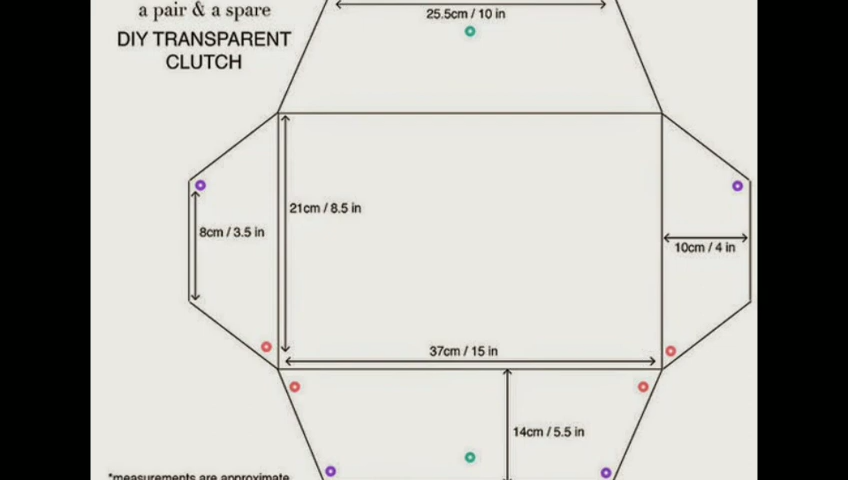 a pair & a spare
DIY TRANSPARENT
CLUTCH
25.5cm / 10 in
21cm / 8.5 in
8cm / 3.5 in
10cm / 4 in
37cm / 15 in
14cm / 5.5 in
*measurements are approximate